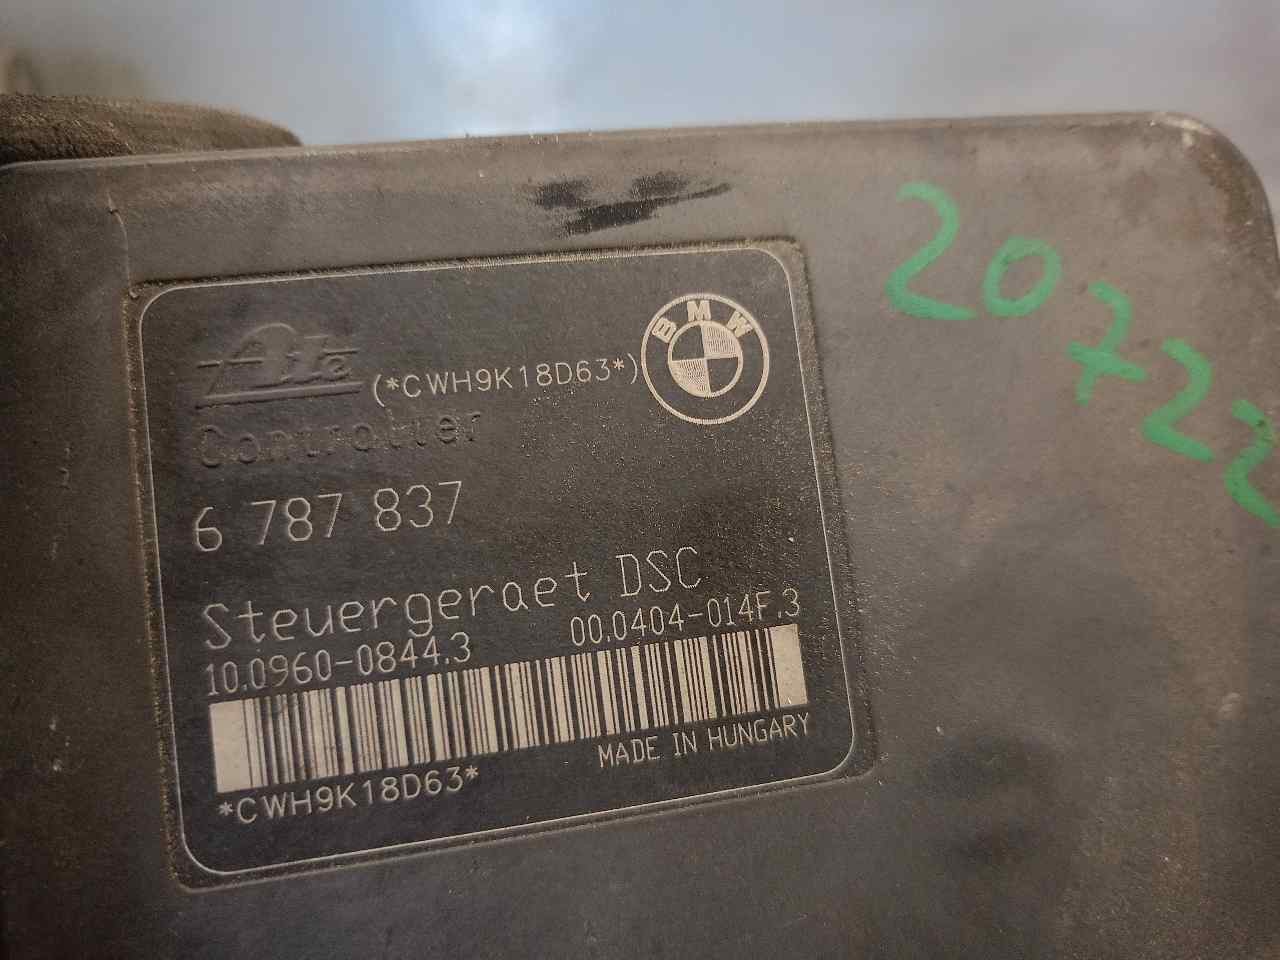 Ate
(*CWH9K18D63*)
BMW
Controller
6 787 837
Steuergeraet DSC
10.0960-0844.3
00.0404-014F.3
MADE IN HUNGARY
*CWH9K18D63*
20722